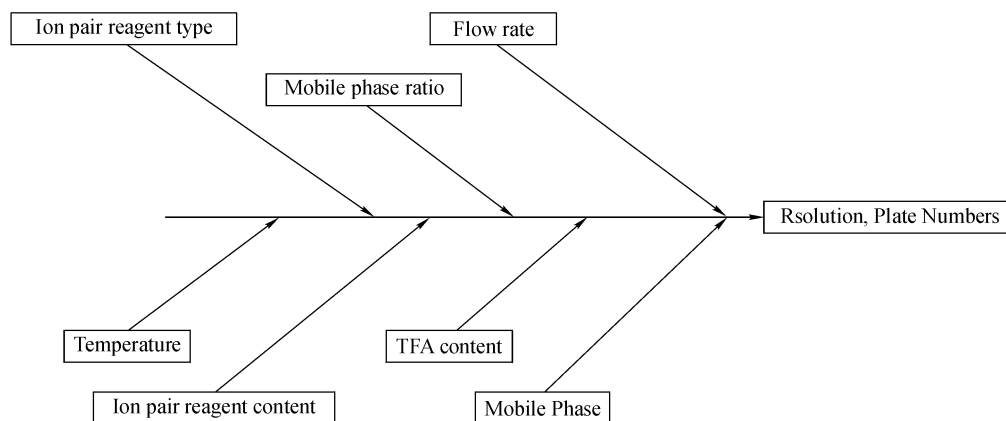 Ion pair reagent type
Flow rate
Mobile phase ratio
Rsolution, Plate Numbers
Temperature
TFA content
Ion pair reagent content
Mobile Phase